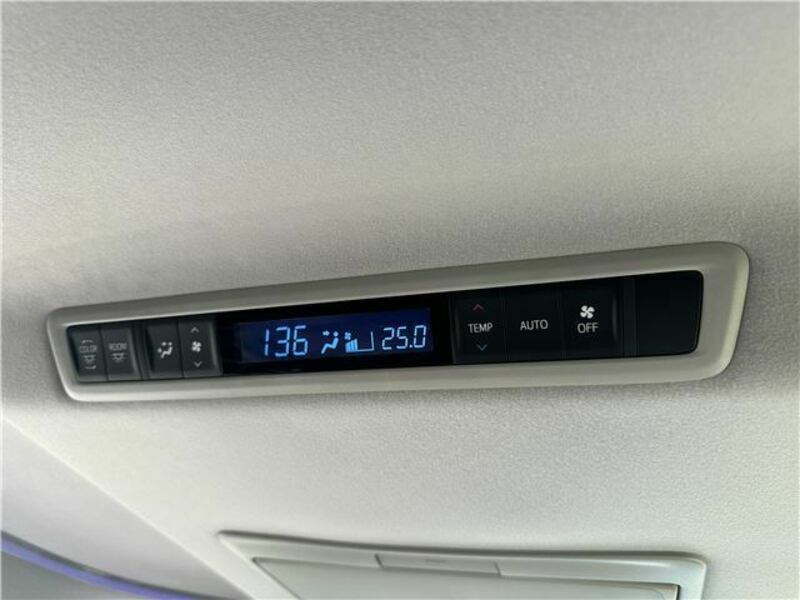 COLOR
ROOM
136
25.0
TEMP
AUTO
OFF